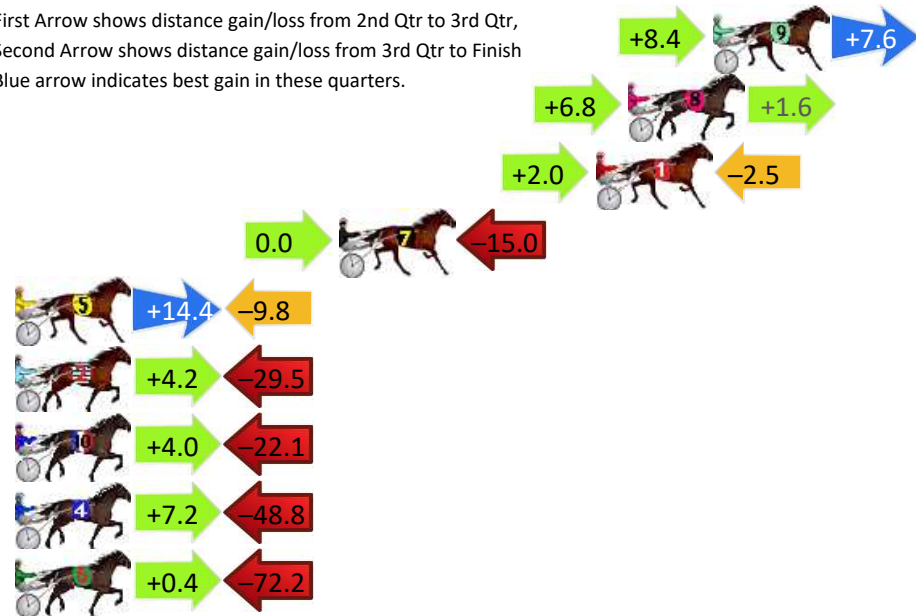 First Arrow shows distance gain/loss from 2nd Qtr to 3rd Qtr,
Second Arrow shows distance gain/loss from 3rd Qtr to Finish
Blue arrow indicates best gain in these quarters.
+8.4 9 +7.6
+6.8 8 +1.6
+2.0 1 –2.5
0.0 7 –15.0
5 +14.4 –9.8
2 +4.2 –29.5
10 +4.0 –22.1
4 +7.2 –48.8
6 +0.4 –72.2